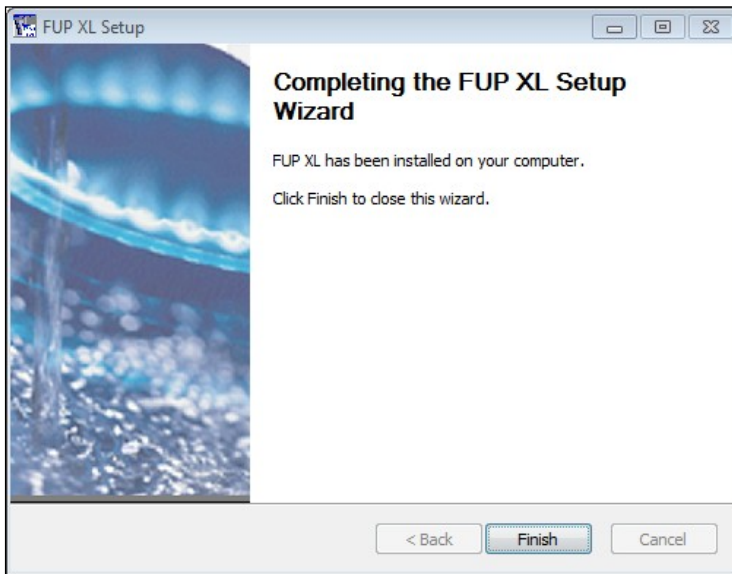 FUP XL Setup
Completing the FUP XL Setup
Wizard
FUP XL has been installed on your computer.
Click Finish to close this wizard.
< Back
Finish
Cancel